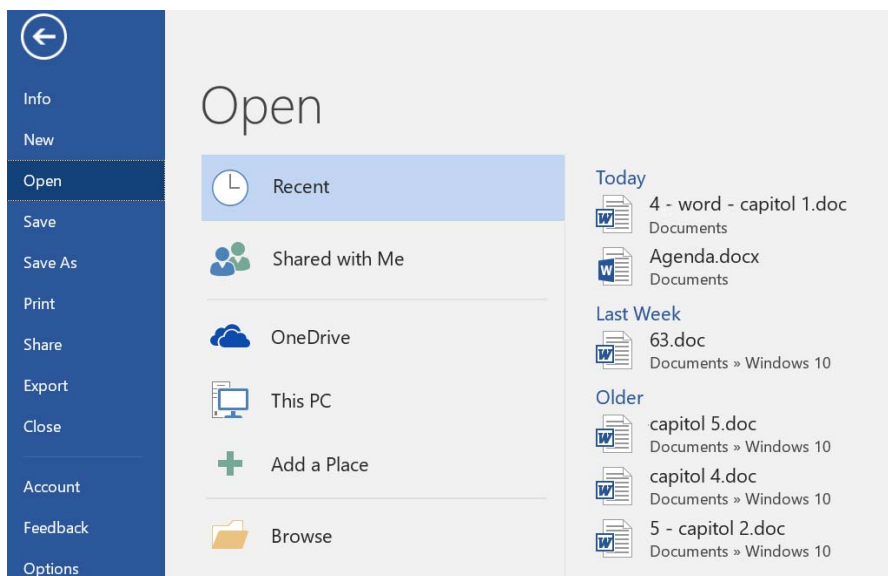 Info
New
Open
Save
Save As
Print
Share
Export
Close
Account
Feedback
Options
Open
Recent
Shared with Me
OneDrive
This PC
Add a Place
Browse
Today
4 - word - capitol 1.doc
Documents
Agenda.docx
Documents
Last Week
63.doc
Documents » Windows 10
Older
capitol 5.doc
Documents » Windows 10
capitol 4.doc
Documents » Windows 10
5 - capitol 2.doc
Documents » Windows 10